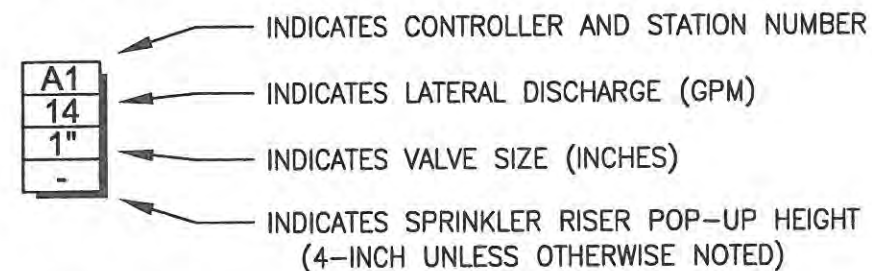 INDICATES CONTROLLER AND STATION NUMBER
A1
14
INDICATES LATERAL DISCHARGE (GPM)
1"
INDICATES VALVE SIZE (INCHES)
-
INDICATES SPRINKLER RISER POP-UP HEIGHT
(4-INCH UNLESS OTHERWISE NOTED)